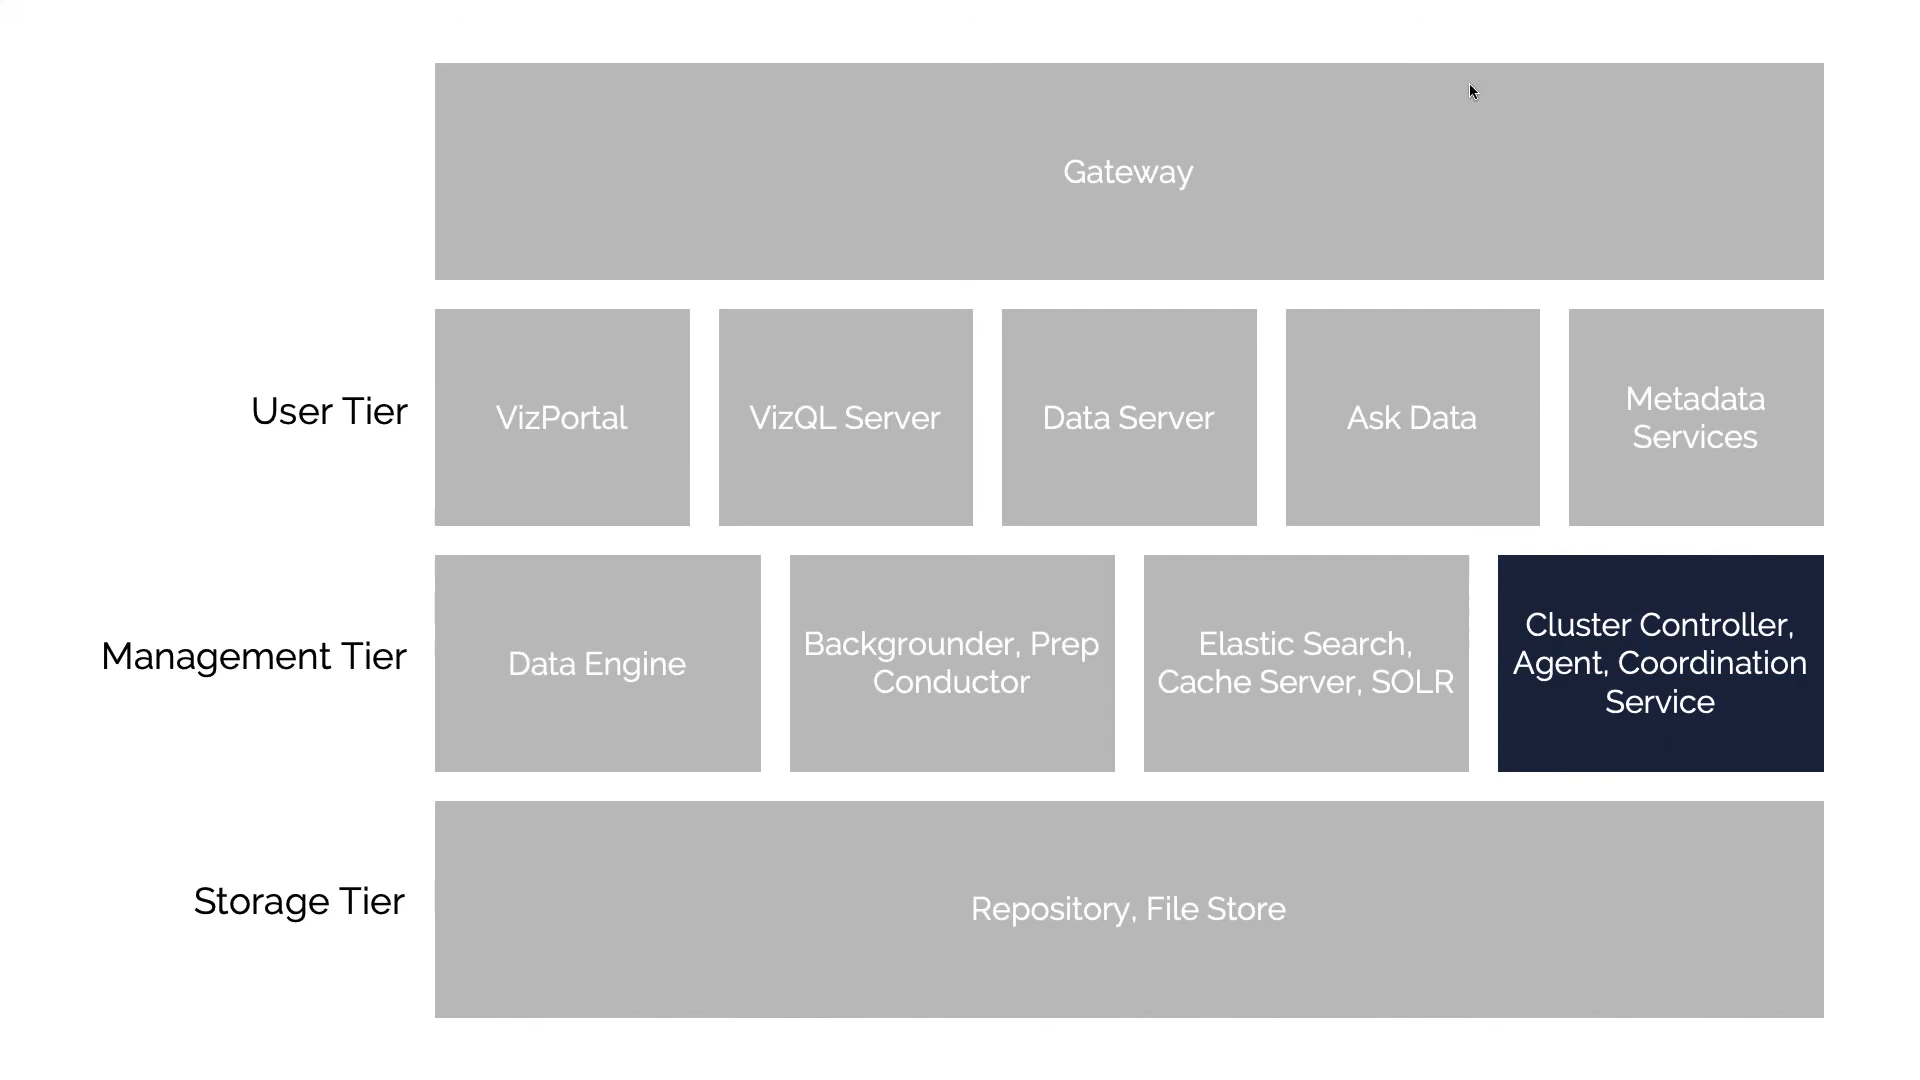 Gateway
User Tier
VizPortal
VizQL Server
Data Server
Ask Data
Metadata
Services
Management Tier
Data Engine
Backgrounder, Prep
Conductor
Elastic Search,
Cache Server, SOLR
Cluster Controller,
Agent, Coordination
Service
Storage Tier
Repository, File Store